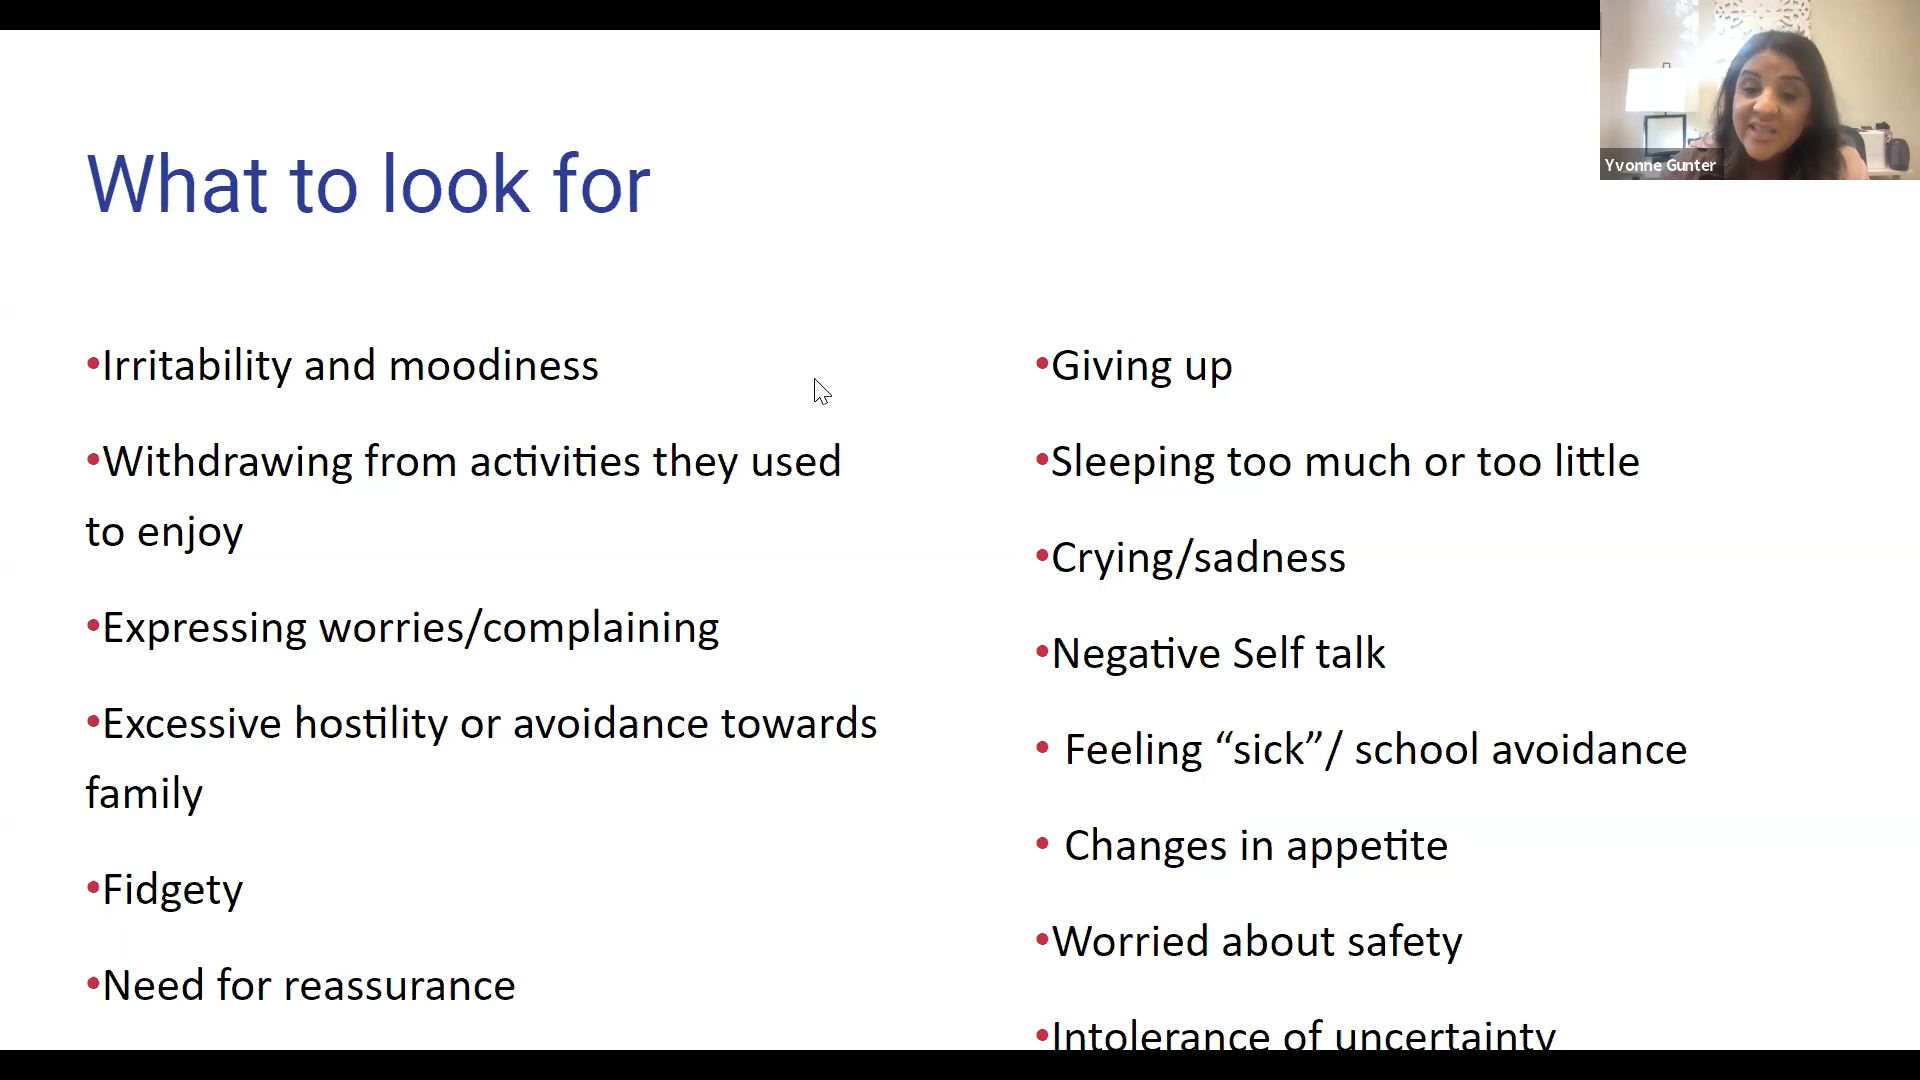 What to look for
•Irritability and moodiness
•Withdrawing from activities they used
to enjoy
•Expressing worries/complaining
•Excessive hostility or avoidance towards
family
•Fidgety
•Need for reassurance
•Giving up
•Sleeping too much or too little
•Crying/sadness
•Negative Self talk
• Feeling “sick”/ school avoidance
• Changes in appetite
•Worried about safety
•Intolerance of uncertainty
Yvonne Gunter